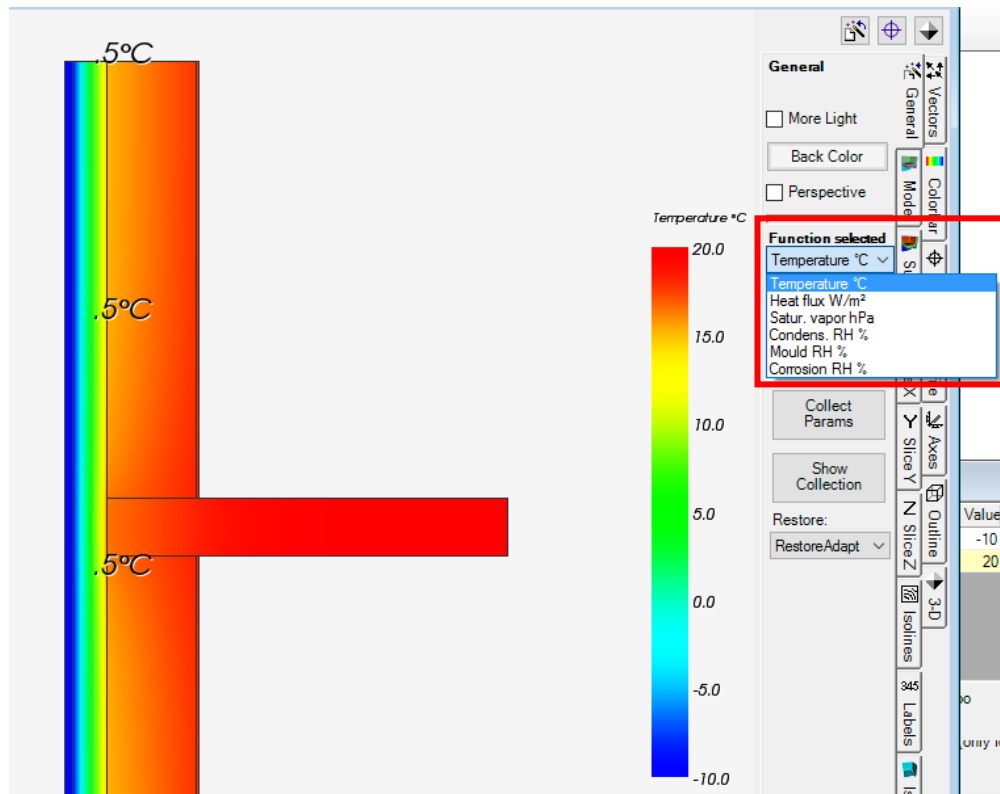 .5°C
.5°C
.5°C
Temperature °C
20.0
15.0
10.0
5.0
0.0
-5.0
-10.0
General
More Light
Back Color
Perspective
Function selected
Temperature °C
Temperature °C
Heat flux W/m²
Satur. vapor hPa
Condens. RH %
Mould RH %
Corrosion RH %
Collect
Params
Show
Collection
Restore:
RestoreAdapt
General
Slice Y
Slice Z
Isolines
345
Labels
Vectors
Axes
Outline
3-D
Value
-10
20